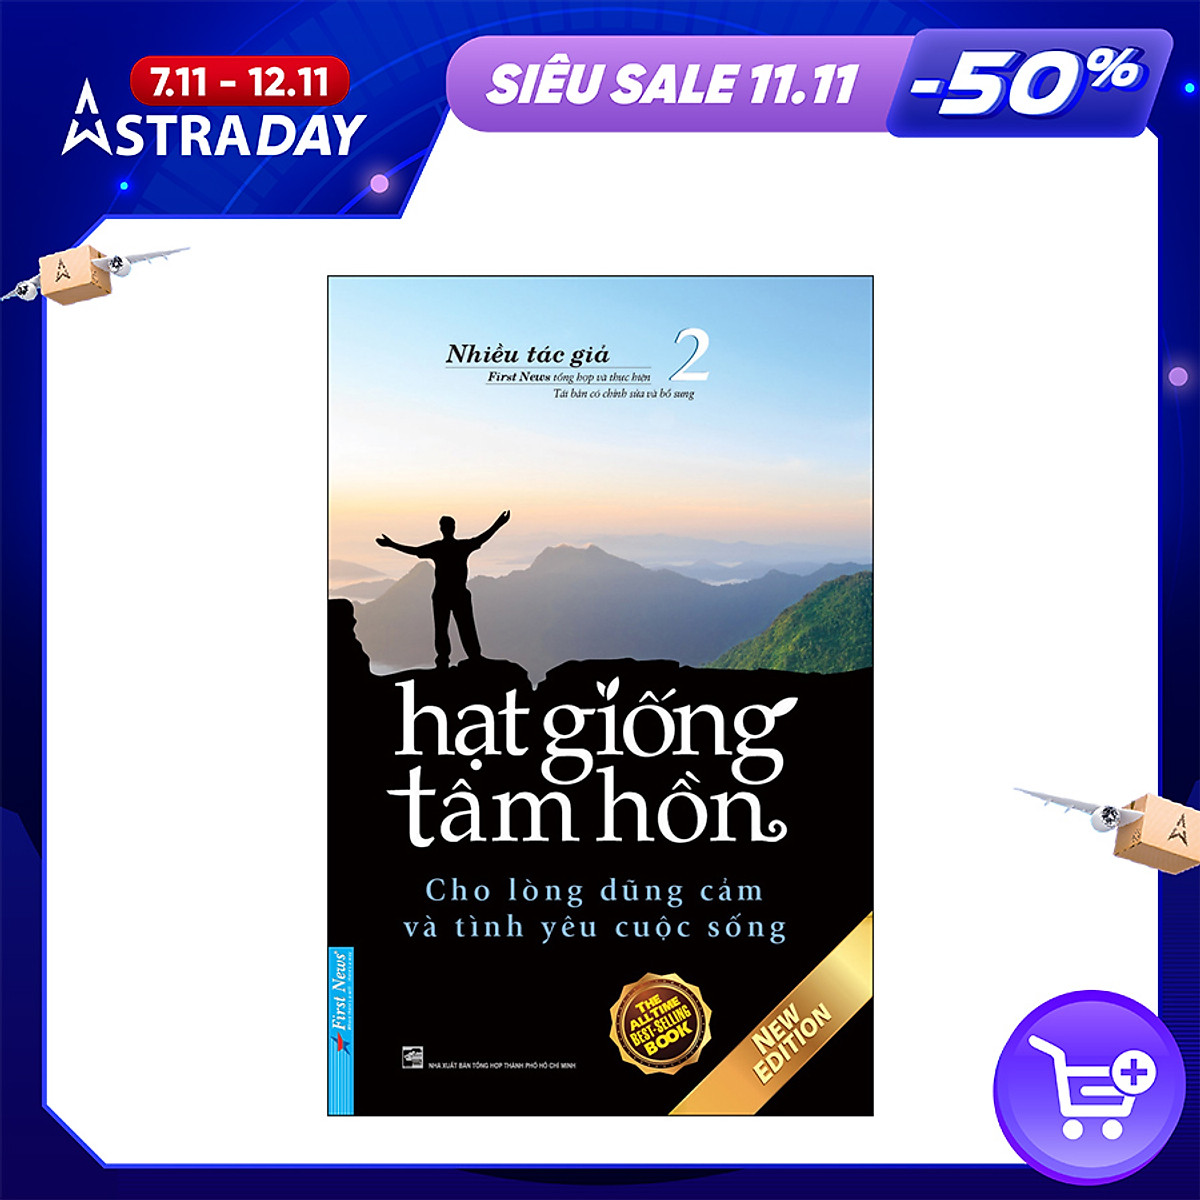 7.11 - 12.11
ASTRADAY
SIÊU SALE 11.11
-50%
Nhiều tác giả
2
First News tổng hợp và thực hiện
Tái bản có chỉnh sửa và bổ sung
hạt giống
tâm hồn
Cho lòng dũng cảm
và tình yêu cuộc sống
First News
THE
ALL TIME
BEST-SELLING
BOOK
NEW
EDITION
NHÀ XUẤT BẢN TỔNG HỢP THÀNH PHỐ HỒ CHÍ MINH